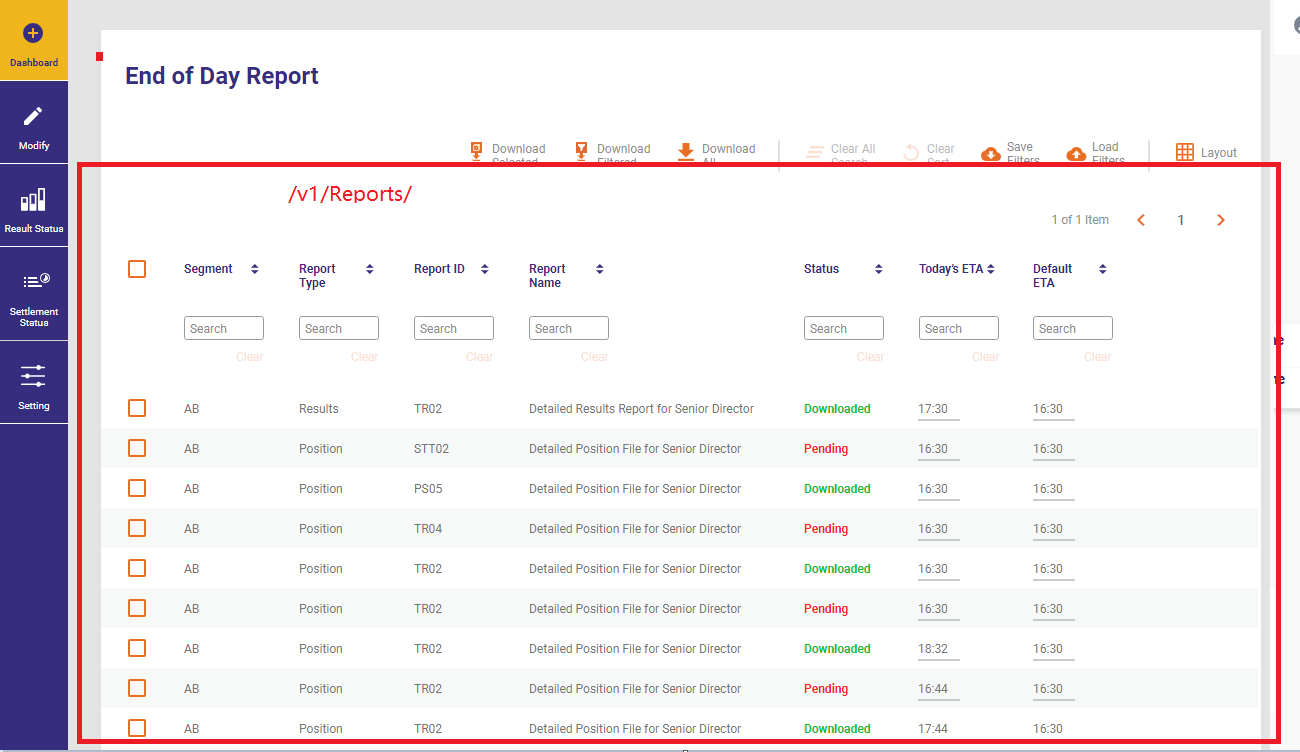 Dashboard
Modify
Result Status
Settlement
Status
Setting
End of Day Report
Download
Selected
Download
Filtered
Download
All
Clear All
Search
Clear
Sort
Save
Filters
Load
Filters
Layout
/v1/Reports/
1 of 1 Item
1
Segment Report Type Report ID Report Name Status Today's ETA Default ETA
Search Search Search Search Search Search Search
Clear Clear Clear Clear Clear Clear Clear
AB Results TR02 Detailed Results Report for Senior Director Downloaded 17:30 16:30
AB Position STT02 Detailed Position File for Senior Director Pending 16:30 16:30
AB Position PS05 Detailed Position File for Senior Director Downloaded 16:30 16:30
AB Position TR04 Detailed Position File for Senior Director Pending 16:30 16:30
AB Position TR02 Detailed Position File for Senior Director Downloaded 16:30 16:30
AB Position TR02 Detailed Position File for Senior Director Pending 16:30 16:30
AB Position TR02 Detailed Position File for Senior Director Downloaded 18:32 16:30
AB Position TR02 Detailed Position File for Senior Director Pending 16:44 16:30
AB Position TR02 Detailed Position File for Senior Director Downloaded 17:44 16:30